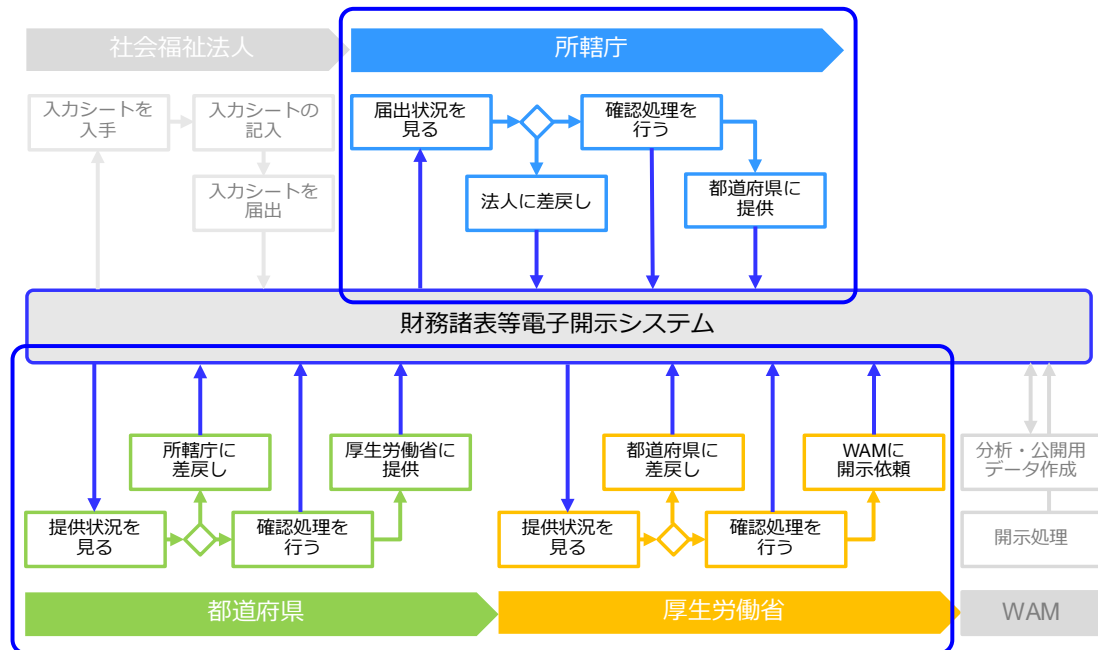 社会福祉法人
所轄庁
入力シートを
入手
入力シートの
記入
入力シートを
届出
届出状況を
見る
確認処理を
行う
法人に差戻し
都道府県に
提供
財務諸表等電子開示システム
所轄庁に
差戻し
厚生労働省に
提供
提供状況を
見る
確認処理を
行う
都道府県に
差戻し
WAMに
開示依頼
提供状況を
見る
確認処理を
行う
分析・公開用
データ作成
開示処理
都道府県
厚生労働省
WAM